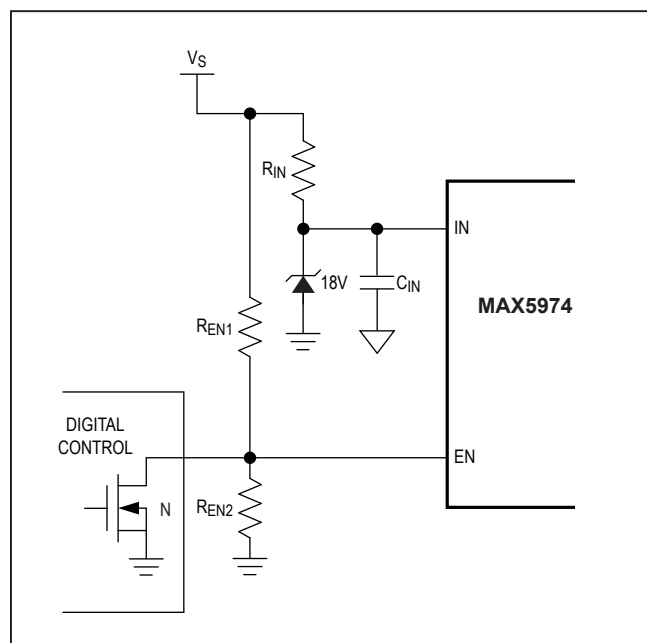 VS
RIN
IN
18V
CIN
MAX5974
REN1
DIGITAL
CONTROL
EN
N
REN2